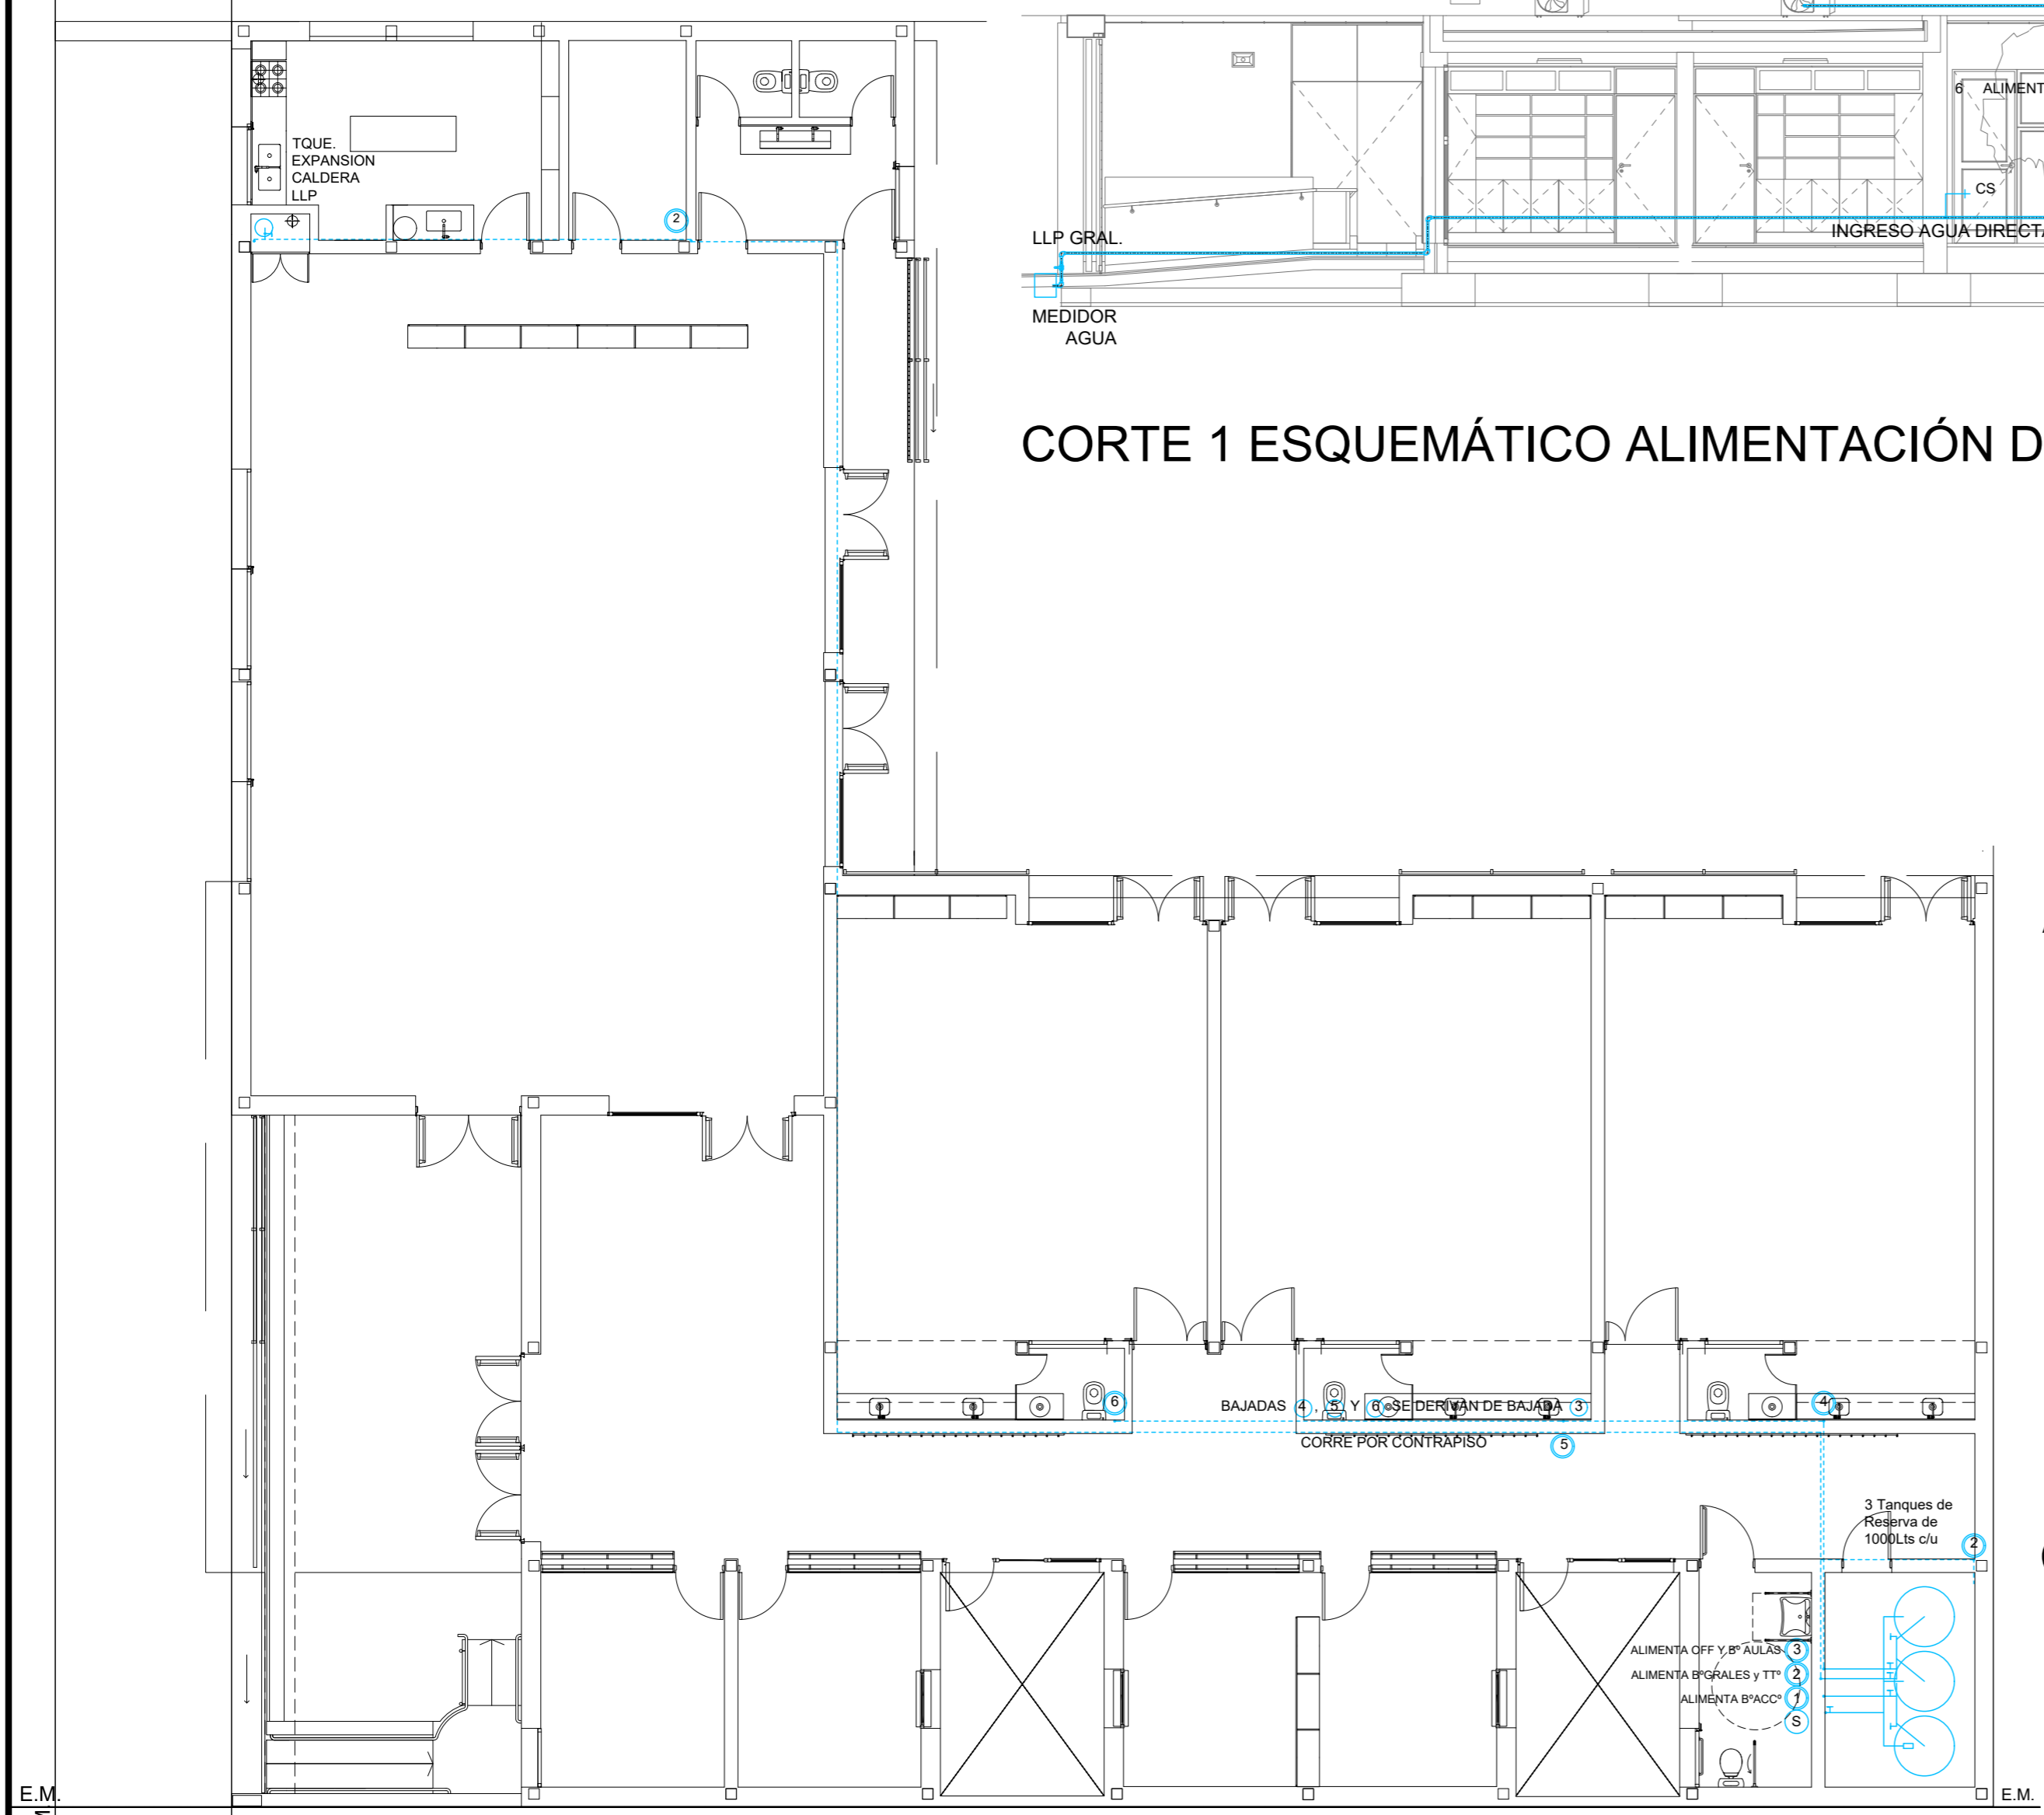 6 ALIMENT
CS
LLP GRAL.
INGRESO AGUA DIRECTA
MEDIDOR
AGUA
CORTE 1 ESQUEMÁTICO ALIMENTACIÓN D
TQUE.
EXPANSION
CALDERA
LLP
2
6
BAJADAS 4 , 5 Y 6 SE DERIVAN DE BAJADA 3
4
CORRE POR CONTRAPISO
5
3 Tanques de
Reserva de
1000Lts c/u
2
ALIMENTA OFF Y Bº AULAS 3
ALIMENTA BºGRALES y TTº 2
ALIMENTA BºACCº 1
S
E.M.
E.M.